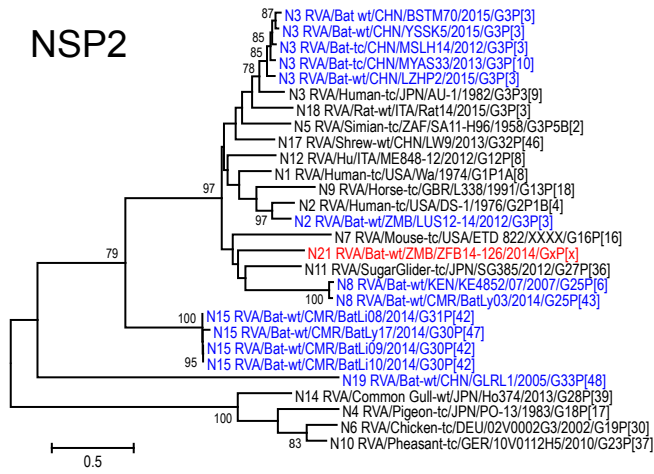 NSP2
87
N3 RVA/Bat wt/CHN/BSTM70/2015/G3P[3]
N3 RVA/Bat-wt/CHN/YSSK5/2015/G3P[3]
85
N3 RVA/Bat-tc/CHN/MSLH14/2012/G3P[3]
85
N3 RVA/Bat-tc/CHN/MYAS33/2013/G3P[10]
78
N3 RVA/Bat-wt/CHN/LZHP2/2015/G3P[3]
N3 RVA/Human-tc/JPN/AU-1/1982/G3P3[9]
N18 RVA/Rat-wt/ITA/Rat14/2015/G3P[3]
N5 RVA/Simian-tc/ZAF/SA11-H96/1958/G3P5B[2]
N17 RVA/Shrew-wt/CHN/LW9/2013/G32P[46]
N12 RVA/Hu/ITA/ME848-12/2012/G12P[8]
N1 RVA/Human-tc/USA/Wa/1974/G1P1A[8]
97
N9 RVA/Horse-tc/GBR/L338/1991/G13P[18]
N2 RVA/Human-tc/USA/DS-1/1976/G2P1B[4]
97
N2 RVA/Bat-wt/ZMB/LUS12-14/2012/G3P[3]
N7 RVA/Mouse-tc/USA/ETD 822/XXXX/G16P[16]
79
N21 RVA/Bat-wt/ZMB/ZFB14-126/2014/GxP[x]
N11 RVA/SugarGlider-tc/JPN/SG385/2012/G27P[36]
N8 RVA/Bat-wt/KEN/KE4852/07/2007/G25P[6]
100
N8 RVA/Bat-wt/CMR/BatLy03/2014/G25P[43]
100
N15 RVA/Bat-wt/CMR/BatLi08/2014/G31P[42]
N15 RVA/Bat-wt/CMR/BatLy17/2014/G30P[47]
N15 RVA/Bat-wt/CMR/BatLi09/2014/G30P[42]
95
N15 RVA/Bat-wt/CMR/BatLi10/2014/G30P[42]
N19 RVA/Bat-wt/CHN/GLRL1/2005/G33P[48]
N14 RVA/Common Gull-wt/JPN/Ho374/2013/G28P[39]
100
N4 RVA/Pigeon-tc/JPN/PO-13/1983/G18P[17]
N6 RVA/Chicken-tc/DEU/02V0002G3/2002/G19P[30]
83
N10 RVA/Pheasant-tc/GER/10V0112H5/2010/G23P[37]
0.5